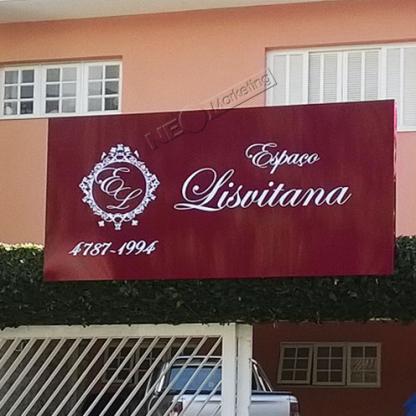 NEO Marketing
Espaço
Lisvitana
EL
4787-1994